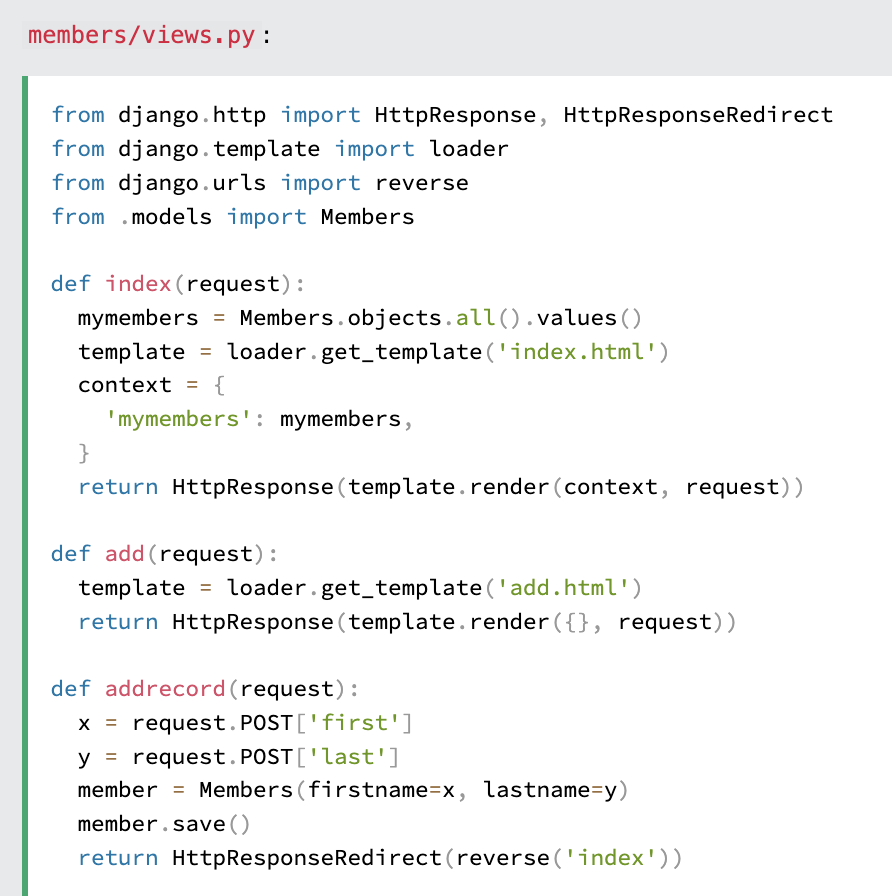 members/views.py:
from django.http import HttpResponse, HttpResponseRedirect
from django.template import loader
from django.urls import reverse
from .models import Members

def index(request):
  mymembers = Members.objects.all().values()
  template = loader.get_template('index.html')
  context = {
    'mymembers': mymembers,
  }
  return HttpResponse(template.render(context, request))

def add(request):
  template = loader.get_template('add.html')
  return HttpResponse(template.render({}, request))

def addrecord(request):
  x = request.POST['first']
  y = request.POST['last']
  member = Members(firstname=x, lastname=y)
  member.save()
  return HttpResponseRedirect(reverse('index'))